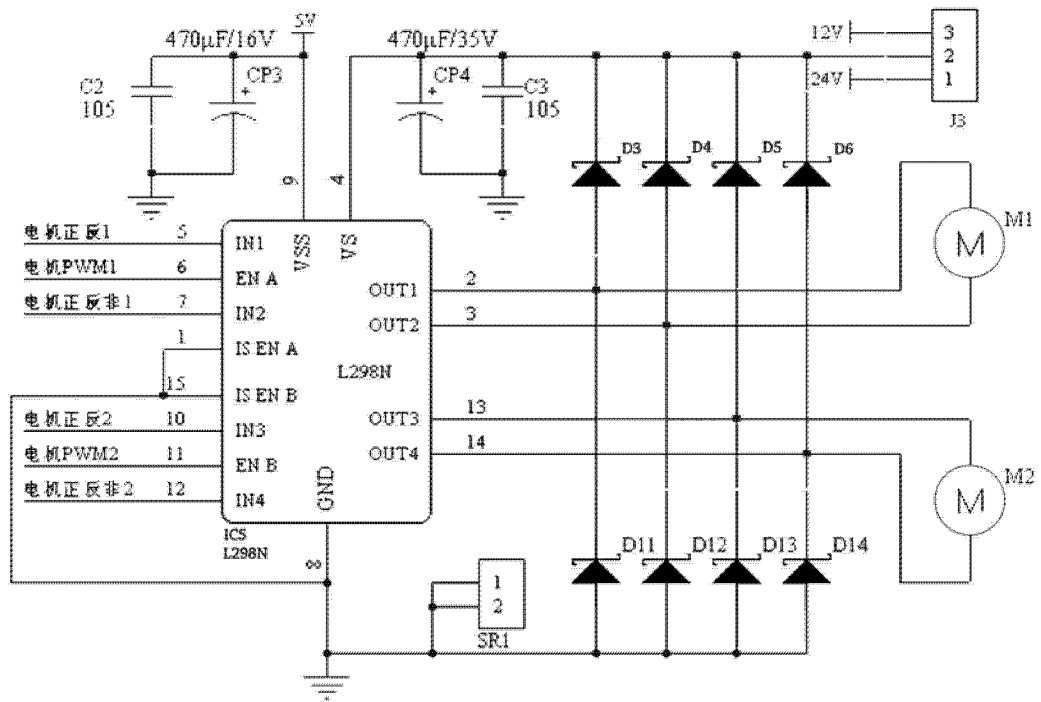 5V
470μF/16V
470μF/35V
12V
3
2
24V
1
J3
C2
105
CP3
+
CP4
+
C3
105
D3
D4
D5
D6
9
4
电机正反1
5
IN1
VSS
VS
M
M1
电机PWM1
6
EN A
2
OUT1
电机正反非1
7
IN2
3
OUT2
1
IS EN A
L298N
15
IS EN B
电机正反2
10
IN3
13
OUT3
电机PWM2
11
EN B
14
OUT4
电机正反非2
12
IN4
GND
M
M2
IC5
L298N
8
D11
D12
D13
D14
1
2
SR1